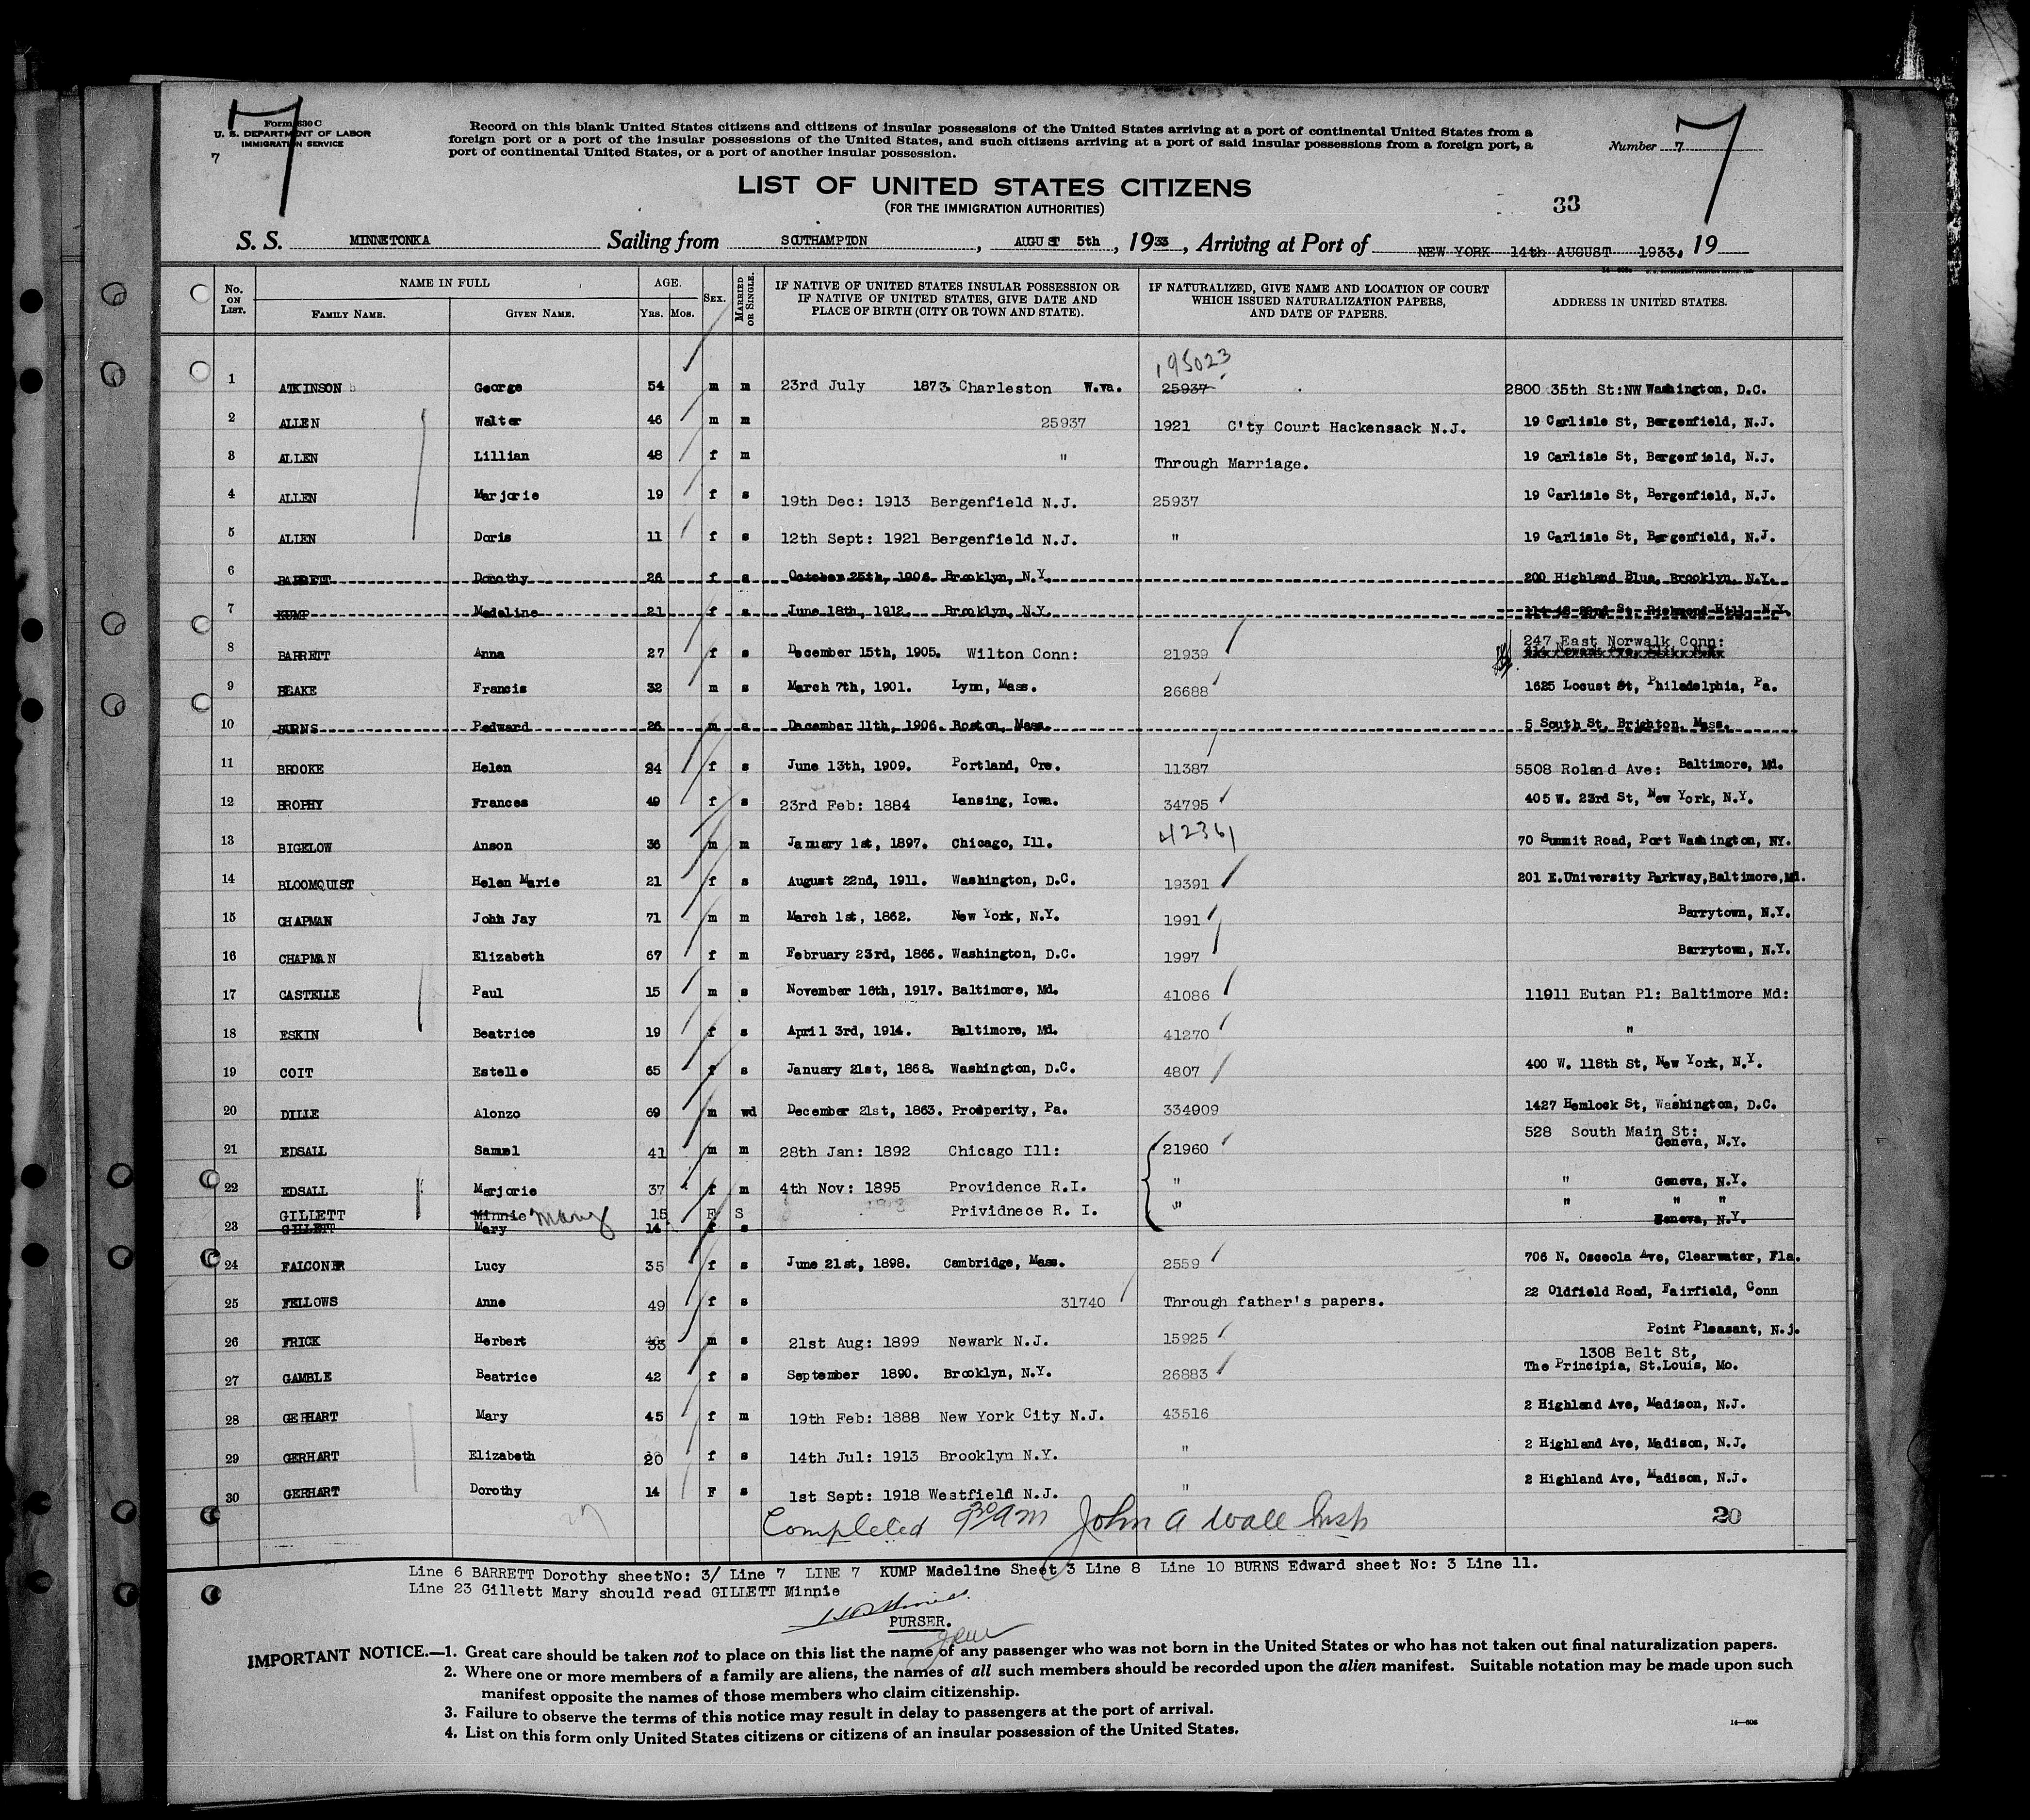 7
7
Form 630 C
U. S. DEPARTMENT OF LABOR
IMMIGRATION SERVICE
7
Record on this blank United States citizens and citizens of insular possessions of the United States arriving at a port of continental United States from a
foreign port or a port of the insular possessions of the United States, and such citizens arriving at a port of said insular possessions from a foreign port, a
port of continental United States, or a port of another insular possession.
Number 7
LIST OF UNITED STATES CITIZENS
(FOR THE IMMIGRATION AUTHORITIES)
33
S. S. MINNETONKA Sailing from SOUTHAMPTON, AUGUST 5th, 1933, Arriving at Port of NEW YORK 14th AUGUST 1933. 19
No. ON LIST. NAME IN FULL FAMILY NAME. GIVEN NAME. AGE. YRS. MOS. SEX. MARRIED OR SINGLE. IF NATIVE OF UNITED STATES INSULAR POSSESSION OR IF NATIVE OF UNITED STATES, GIVE DATE AND PLACE OF BIRTH (CITY OR TOWN AND STATE). IF NATURALIZED, GIVE NAME AND LOCATION OF COURT WHICH ISSUED NATURALIZATION PAPERS, AND DATE OF PAPERS. ADDRESS IN UNITED STATES.
195023
1 ATKINSON George 54 m m 23rd July 1873. Charleston W.va. 25937 2800 35th St:NW Washington, D.C.
2 ALLEN Walter 46 m m 25937 1921 C'ty Court Hackensack N.J. 19 Carlisle St, Bergenfield, N.J.
3 ALLEN Lillian 48 f m " Through Marriage. 19 Carlisle St, Bergenfield, N.J.
4 ALLEN Marjorie 19 f s 19th Dec: 1913 Bergenfield N.J. 25937 19 Carlisle St, Bergenfield, N.J.
5 ALLEN Doris 11 f s 12th Sept: 1921 Bergenfield N.J. " 19 Carlisle St, Bergenfield, N.J.
6 BARRETT Dorothy 26 f s October 25th, 1906. Brooklyn, N.Y. 200 Highland Blue, Brooklyn, N.Y.
7 KUMP Madeline 21 f s June 18th, 1912. Brooklyn, N.Y. Richmond Hill, N.Y.
247 East Norwalk Conn:
8 BARRETT Anna 27 f s December 15th, 1905. Wilton Conn: 21939
9 BEAKE Francis 32 m s March 7th, 1901. Lynn, Mass. 26688 1625 Locust St, Philadelphia, Pa.
10 BURNS Pedward 26 m s December 11th, 1906. Boston, Mass. 5 South St, Brighton, Mass.
11 BROOKE Helen 24 f s June 13th, 1909. Portland, Ore. 11387 5508 Roland Ave: Baltimore, Md.
12 BROPHY Frances 49 f s 23rd Feb: 1884 Lansing, Iowa. 34795 405 W. 23rd St, New York, N.Y.
13 BIGELOW Anson 36 m m January 1st, 1897. Chicago, Ill. 42361 70 Summit Road, Port Washington, NY.
14 BLOOMQUIST Helen Marie 21 f s August 22nd, 1911. Washington, D.C. 19391 201 E.University Parkway,Baltimore,Md.
15 CHAPMAN John Jay 71 m m March 1st, 1862. New York, N.Y. 1991 Barrytown, N.Y.
16 CHAPMAN Elizabeth 67 f m February 23rd, 1866. Washington, D.C. 1997 Barrytown, N.Y.
17 CASTELLE Paul 15 m s November 16th, 1917. Baltimore, Md. 41086 11911 Eutan Pl: Baltimore Md:
18 ESKIN Beatrice 19 f s April 3rd, 1914. Baltimore, Md. 41270 "
19 COIT Estelle 65 f s January 21st, 1868. Washington, D.C. 4807 400 W. 118th St, New York, N.Y.
20 DILLE Alonzo 69 m wd December 21st, 1863. Prosperity, Pa. 334909 1427 Hemlock St, Washington, D.C.
528 South Main St:
21 EDSALL Samuel 41 m m 28th Jan: 1892 Chicago Ill: 21960 Geneva, N.Y.
22 EDSALL Marjorie 37 f m 4th Nov: 1895 Providence R.I. " " Geneva, N.Y.
GILLETT Minnie Mary 15 F S Prividnece R. I. " " " "
23 GILLETT Mary 14 f s Geneva, N.Y.
24 FALCONER Lucy 35 f s June 21st, 1898. Cambridge, Mass. 2559 706 N. Osceola Ave, Clearwater, Fla.
25 FELLOWS Anne 49 f s 31740 Through father's papers. 22 Oldfield Road, Fairfield, Conn
26 FRICK Herbert 33 m s 21st Aug: 1899 Newark N.J. 15925 Point Pleasant, N.j.
1308 Belt St,
27 GAMBLE Beatrice 42 f s September 1890. Brooklyn, N.Y. 26883 The Principia, St.Louis, Mo.
28 GERHART Mary 45 f m 19th Feb: 1888 New York City N.J. 43516 2 Highland Ave, Madison, N.J.
29 GERHART Elizabeth 20 f s 14th Jul: 1913 Brooklyn N.Y. " 2 Highland Ave, Madison, N.J.
30 GERHART Dorothy 14 F s 1st Sept: 1918 Westfield N.J. " 2 Highland Ave, Madison, N.J.
Completed 9 30 am John A Wall Insp 20
Line 6 BARRETT Dorothy sheetNo: 3/ Line 7 LINE 7 KUMP Madeline Sheet 3 Line 8 Line 10 BURNS Edward sheet No: 3 Line 11.
Line 23 Gillett Mary should read GILLETT Minnie
PURSER.
IMPORTANT NOTICE.—1. Great care should be taken not to place on this list the name of any passenger who was not born in the United States or who has not taken out final naturalization papers.
2. Where one or more members of a family are aliens, the names of all such members should be recorded upon the alien manifest. Suitable notation may be made upon such
manifest opposite the names of those members who claim citizenship.
3. Failure to observe the terms of this notice may result in delay to passengers at the port of arrival.
4. List on this form only United States citizens or citizens of an insular possession of the United States.
14—606